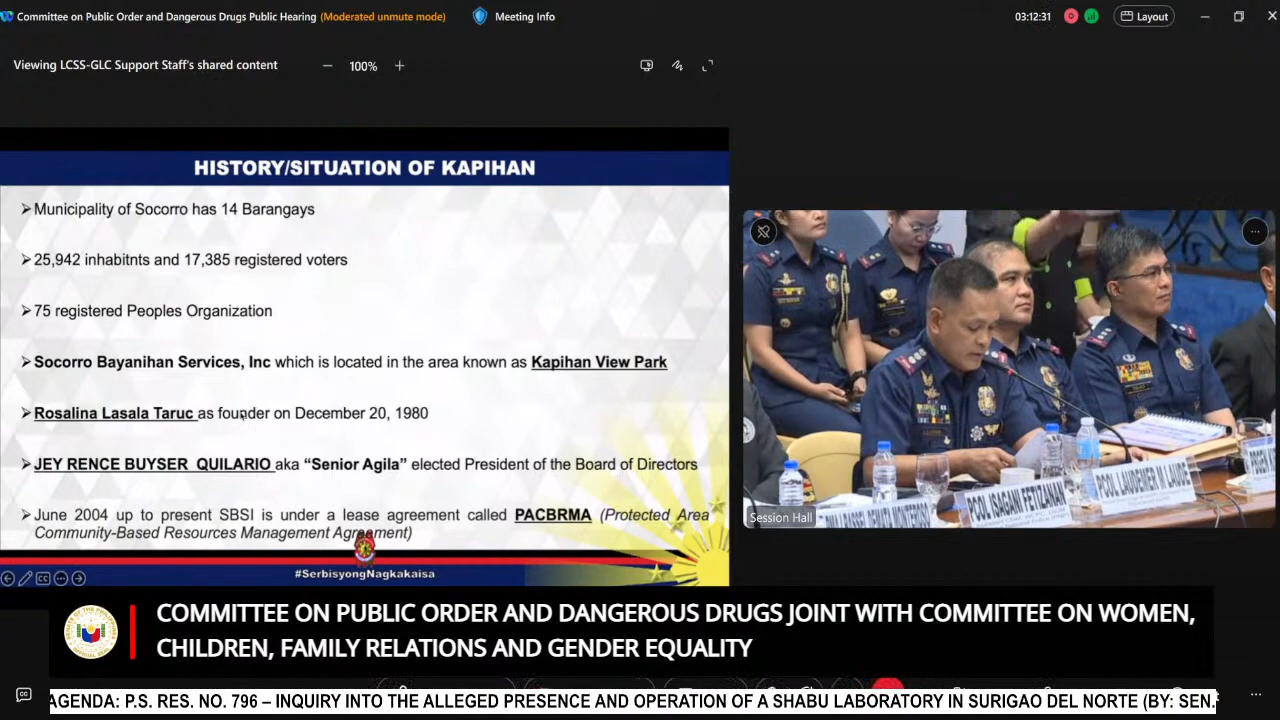 Committee on Public Order and Dangerous Drugs Public Hearing (Moderated unmute mode) Meeting Info
03:12:31 Layout
Viewing LCSS-GLC Support Staff's shared content 100%
HISTORY/SITUATION OF KAPIHAN
Municipality of Socorro has 14 Barangays
25,942 inhabitnts and 17,385 registered voters
75 registered Peoples Organization
Socorro Bayanihan Services, Inc which is located in the area known as Kapihan View Park
Rosalina Lasala Taruc as founder on December 20, 1980
JEY RENCE BUYSER QUILARIO aka “Senior Agila” elected President of the Board of Directors
June 2004 up to present SBSI is under a lease agreement called PACBRMA (Protected Area
Community-Based Resources Management Agreement)
#SerbisyongNagkakaisa
PCOL ISAGANI FETIZANAN
PCOL LAUDEMER M LAUDE
Session Hall
COMMITTEE ON PUBLIC ORDER AND DANGEROUS DRUGS JOINT WITH COMMITTEE ON WOMEN,
CHILDREN, FAMILY RELATIONS AND GENDER EQUALITY
AGENDA: P.S. RES. NO. 796 – INQUIRY INTO THE ALLEGED PRESENCE AND OPERATION OF A SHABU LABORATORY IN SURIGAO DEL NORTE (BY: SEN.